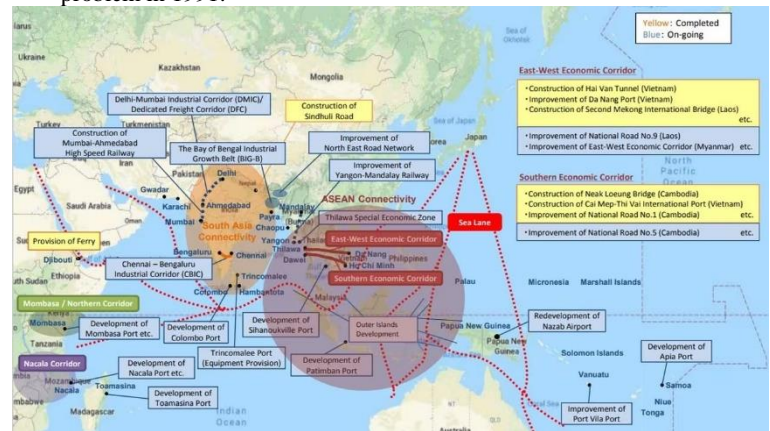 problem in 1991.
Yellow: Completed
Blue: On-going
East-West Economic Corridor
・Construction of Hai Van Tunnel (Vietnam)
・Improvement of Da Nang Port (Vietnam)
・Construction of Second Mekong International Bridge (Laos)
etc.
・Improvement of National Road No.9 (Laos)
・Improvement of East-West Economic Corridor (Myanmar) etc.
Southern Economic Corridor
・Construction of Neak Loeung Bridge (Cambodia)
・Construction of Cai Mep-Thi Vai International Port (Vietnam)
・Improvement of National Road No.1 (Cambodia) etc.
・Improvement of National Road No.5 (Cambodia) etc.
Ukraine
Kazakhstan
Mongolia
Delhi-Mumbai Industrial Corridor (DMIC)/
Dedicated Freight Corridor (DFC)
Construction of
Sindhuli Road
Sea of Japan
Japan
Turkey
Turkmenistan
Construction of
Mumbai-Ahmedabad
High Speed Railway
The Bay of Bengal Industrial
Growth Belt (BIG-B)
Improvement of
North East Road Network
Improvement of
Yangon-Mandalay Railway
North
Pacific
Ocean
Iraq
Iran
Pakistan
Delhi
Egypt
Saudi Arabia
Gwadar
Karachi
Ahmedabad
Mumbai
Payra
Mandalay
Chaopu
ASEAN Connectivity
Thilawa Special Economic Zone
South Asia
Connectivity
Yangon
Thilawa
Dawei
East-West Economic Corridor
Da Nang
Vietnam
Ho Chi Minh
Philippines
Southern Economic Corridor
Sea Lane
Provision of Ferry
Djibouti
Ethiopia
Bengaluru
Chennai
Chennai – Bengaluru
Industrial Corridor (CBIC)
Trincomalee
Colombo
Hambantota
Malaysia
Palau
Micronesia
Marshall Islands
Mombasa / Northern Corridor
Kenya
Mombasa
Tanzania
Development of
Mombasa Port etc.
Development of
Colombo Port
Trincomalee Port
(Equipment Provision)
Development of
Sihanoukville Port
Outer Islands
Development
Development of
Patimban Port
Papua New Guinea
Papua New
Guinea
Redevelopment of
Nazab Airport
Solomon Islands
Development of
Apia Port
Nacala Corridor
Mozambique
Nacala
Toamasina
Madagascar
Development of
Nacala Port etc.
Development of
Toamasina Port
Indian
Ocean
Australia
Coral Sea
Vanuatu
Improvement of
Port Vila Port
Samoa
Niue
Tonga